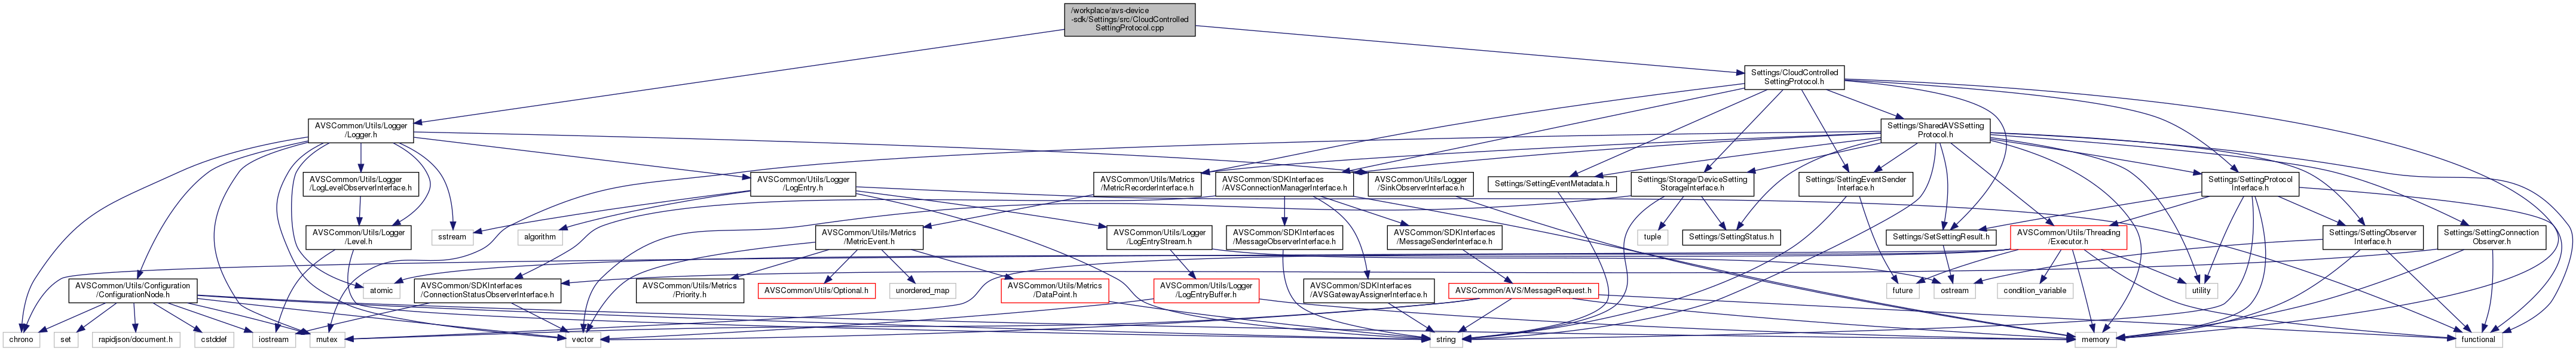 /workplace/avs-device
-sdk/Settings/src/CloudControlled
SettingProtocol.cpp
Settings/CloudControlled
SettingProtocol.h
AVSCommon/Utils/Logger
/Logger.h
Settings/SharedAVSSetting
Protocol.h
AVSCommon/Utils/Logger
/LogLevelObserverInterface.h
AVSCommon/Utils/Logger
/LogEntry.h
AVSCommon/Utils/Metrics
/MetricRecorderInterface.h
AVSCommon/SDKInterfaces
/AVSConnectionManagerInterface.h
AVSCommon/Utils/Logger
/SinkObserverInterface.h
Settings/SettingEventMetadata.h
Settings/Storage/DeviceSetting
StorageInterface.h
Settings/SettingEventSender
Interface.h
Settings/SettingProtocol
Interface.h
AVSCommon/Utils/Logger
/Level.h
sstream
algorithm
AVSCommon/Utils/Metrics
/MetricEvent.h
AVSCommon/Utils/Logger
/LogEntryStream.h
AVSCommon/SDKInterfaces
/MessageObserverInterface.h
AVSCommon/SDKInterfaces
/MessageSenderInterface.h
tuple
Settings/SettingStatus.h
Settings/SetSettingResult.h
AVSCommon/Utils/Threading
/Executor.h
Settings/SettingObserver
Interface.h
Settings/SettingConnection
Observer.h
AVSCommon/Utils/Configuration
/ConfigurationNode.h
atomic
AVSCommon/SDKInterfaces
/ConnectionStatusObserverInterface.h
AVSCommon/Utils/Metrics
/Priority.h
AVSCommon/Utils/Optional.h
unordered_map
AVSCommon/Utils/Metrics
/DataPoint.h
AVSCommon/Utils/Logger
/LogEntryBuffer.h
AVSCommon/SDKInterfaces
/AVSGatewayAssignerInterface.h
AVSCommon/AVS/MessageRequest.h
future
ostream
condition_variable
utility
chrono
set
rapidjson/document.h
cstddef
iostream
mutex
vector
string
memory
functional